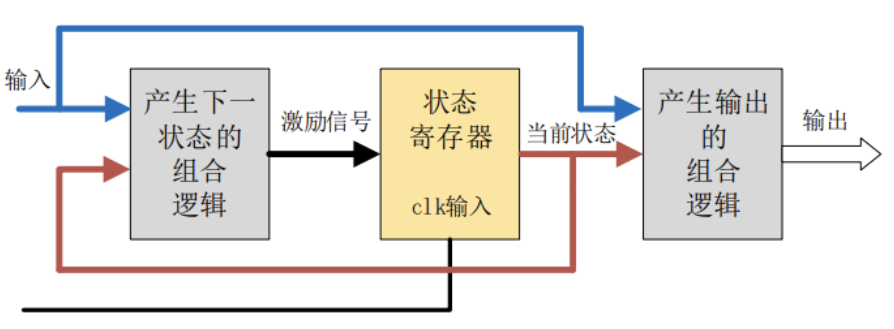 输入
产生下一
状态的
组合
逻辑
激励信号
状态
寄存器
clk输入
当前状态
产生输出
的
组合
逻辑
输出